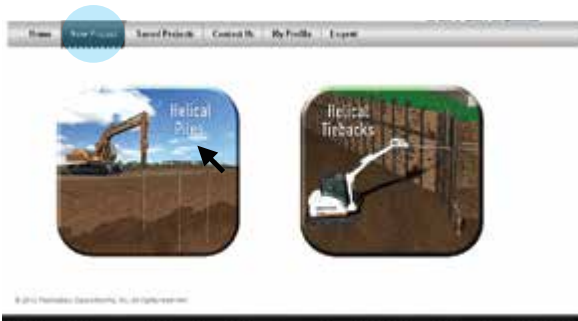 Home New Project Saved Projects Contact Us My Profile Logout
Helical
Piles
Helical
Tiebacks